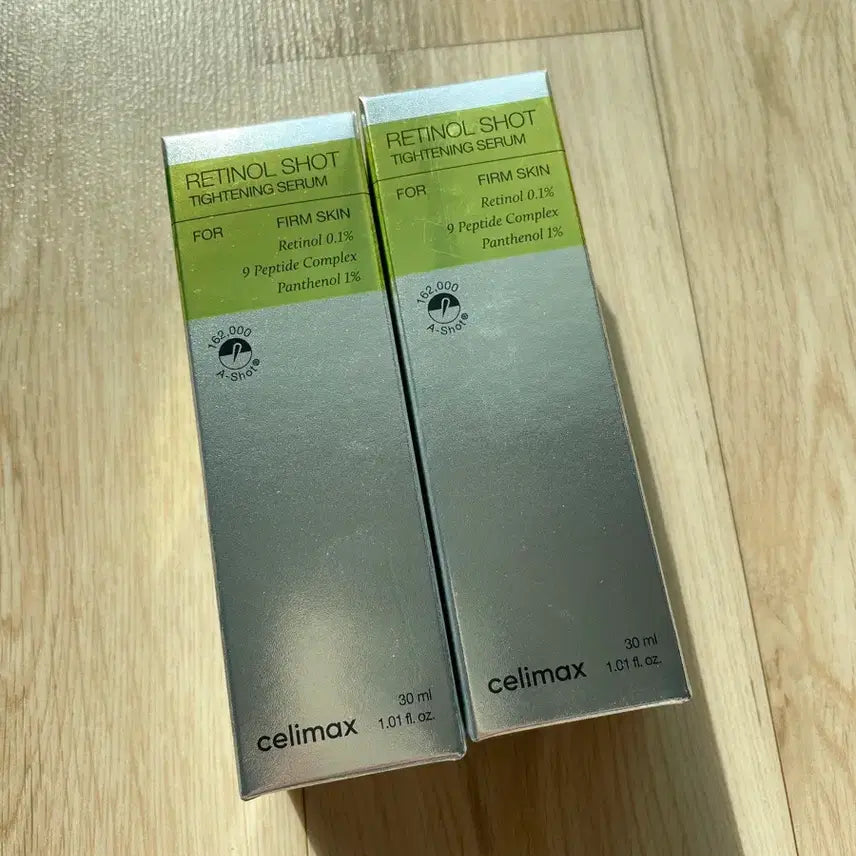 RETINOL SHOT
TIGHTENING SERUM
FOR FIRM SKIN
Retinol 0.1%
9 Peptide Complex
Panthenol 1%
162,000
A-Shot®
celimax
30 ml
1.01 fl. oz.
RETINOL SHOT
TIGHTENING SERUM
FOR FIRM SKIN
Retinol 0.1%
9 Peptide Complex
Panthenol 1%
162,000
A-Shot®
celimax
30 ml
1.01 fl. oz.